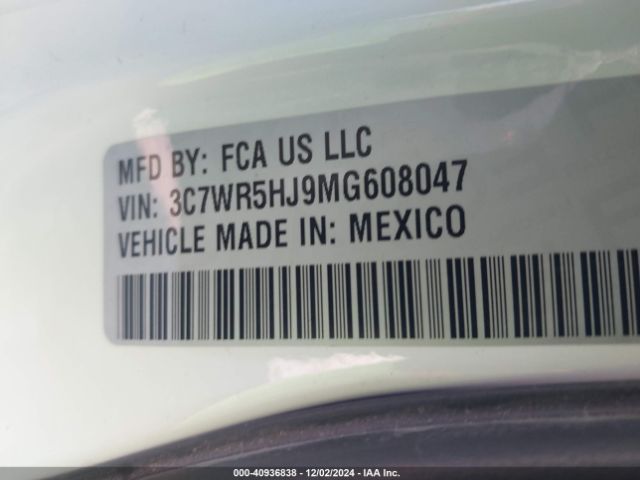 MFD BY: FCA US LLC
VIN: 3C7WR5HJ9MG608047
VEHICLE MADE IN: MEXICO
000-40936838 - 12/02/2024 - IAA Inc.